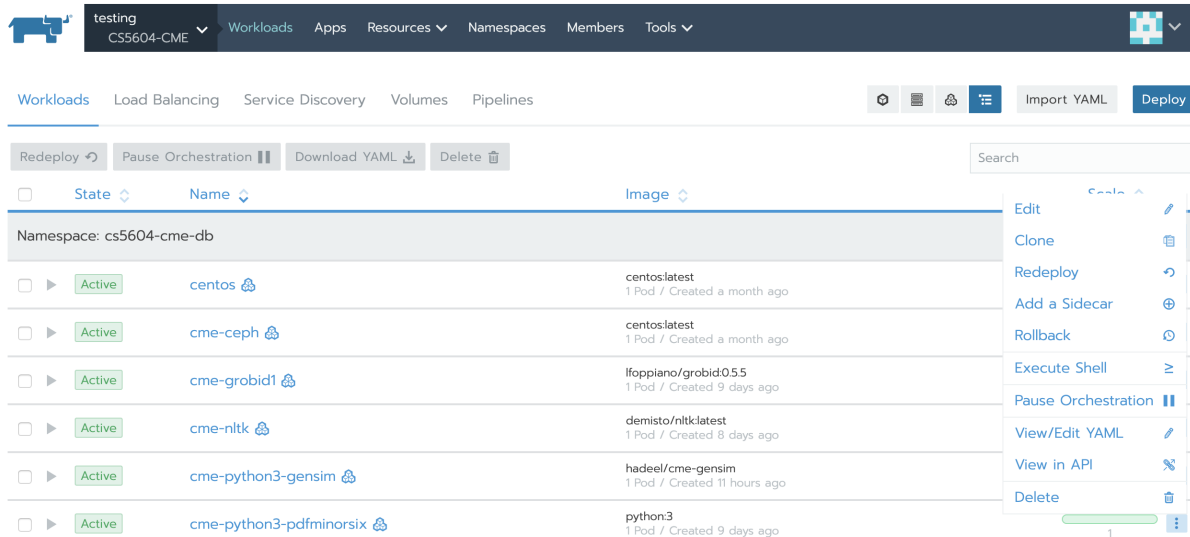 testing
CS5604-CME
Workloads Apps Resources Namespaces Members Tools
Workloads Load Balancing Service Discovery Volumes Pipelines
Import YAML Deploy
Redeploy Pause Orchestration Download YAML Delete
Search
State Name Image Scale
Namespace: cs5604-cme-db
Active centos centos:latest
1 Pod / Created a month ago
Active cme-ceph centos:latest
1 Pod / Created a month ago
Active cme-grobid1 lfoppiano/grobid:0.5.5
1 Pod / Created 9 days ago
Active cme-nltk demisto/nltk:latest
1 Pod / Created 8 days ago
Active cme-python3-gensim hadeel/cme-gensim
1 Pod / Created 11 hours ago
Active cme-python3-pdfminorsix python:3
1 Pod / Created 9 days ago
1
Edit
Clone
Redeploy
Add a Sidecar
Rollback
Execute Shell
Pause Orchestration
View/Edit YAML
View in API
Delete